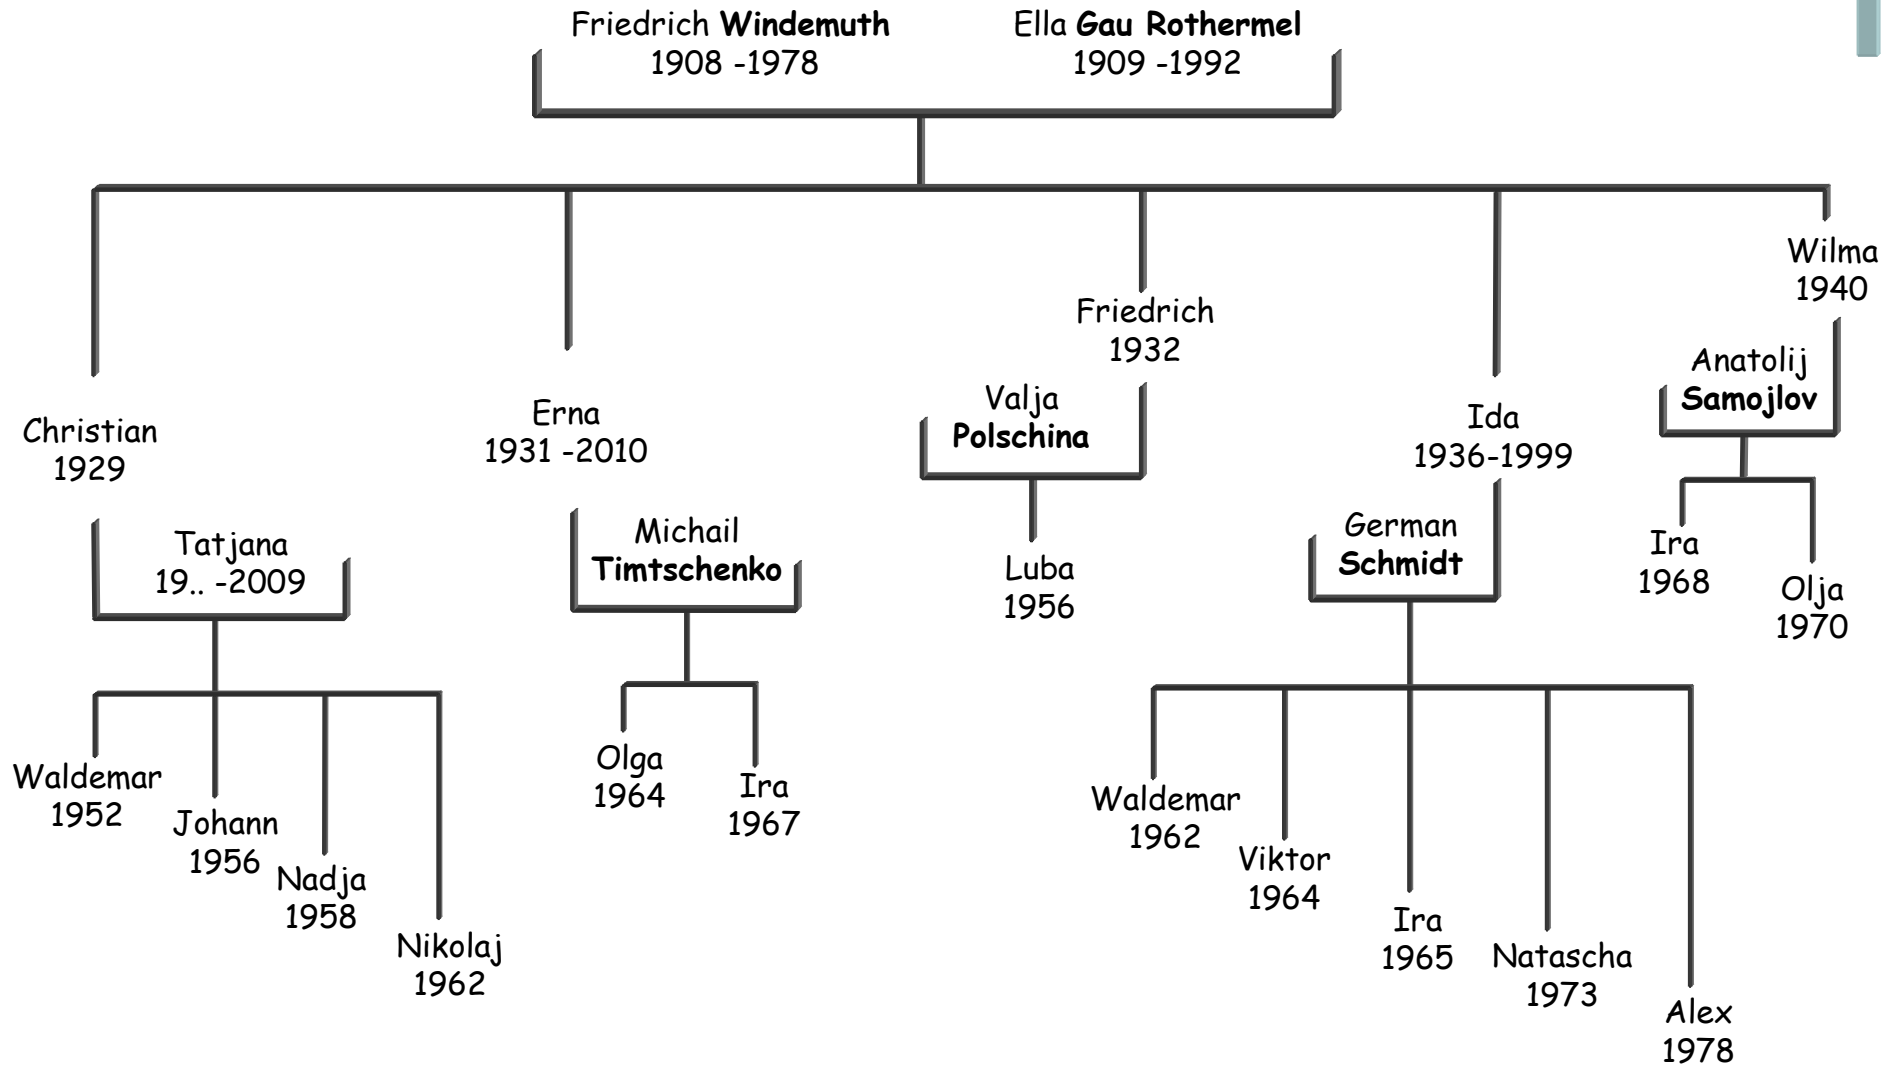 Friedrich Windemuth
1908 -1978
Ella Gau Rothermel
1909 -1992
Christian
1929
Tatjana
19.. -2009
Waldemar
1952
Johann
1956
Nadja
1958
Nikolaj
1962
Erna
1931 -2010
Michail
Timtschenko
Olga
1964
Ira
1967
Friedrich
1932
Valja
Polschina
Luba
1956
Ida
1936-1999
German
Schmidt
Waldemar
1962
Viktor
1964
Ira
1965
Natascha
1973
Alex
1978
Wilma
1940
Anatolij
Samojlov
Ira
1968
Olja
1970